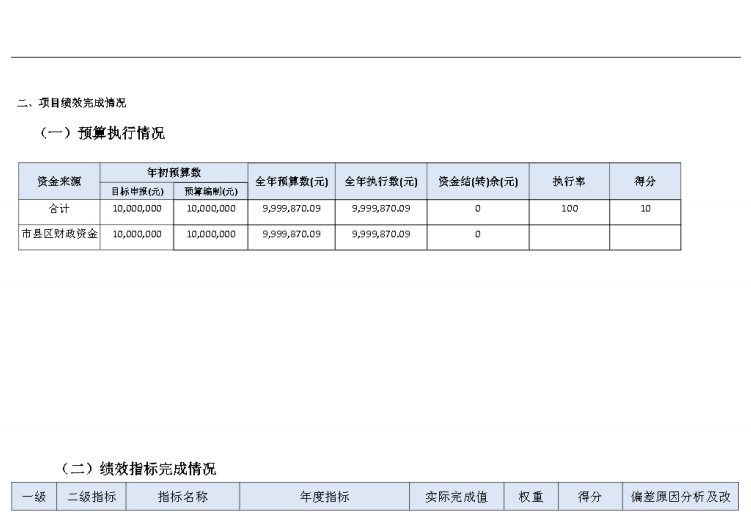 二、项目绩效完成情况
（一）预算执行情况
资金来源 年初预算数 全年预算数(元) 全年执行数(元) 资金结(转)余(元) 执行率 得分
目标申报(元) 预算编制(元)
合计 10,000,000 10,000,000 9,999,870.09 9,999,870.09 0 100 10
市县区财政资金 10,000,000 10,000,000 9,999,870.09 9,999,870.09 0
（二）绩效指标完成情况
一级 二级指标 指标名称 年度指标 实际完成值 权重 得分 偏差原因分析及改